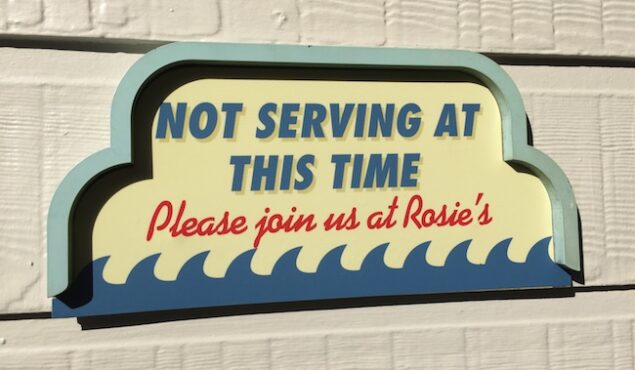 NOT SERVING AT
THIS TIME
Please join us at Rosie's